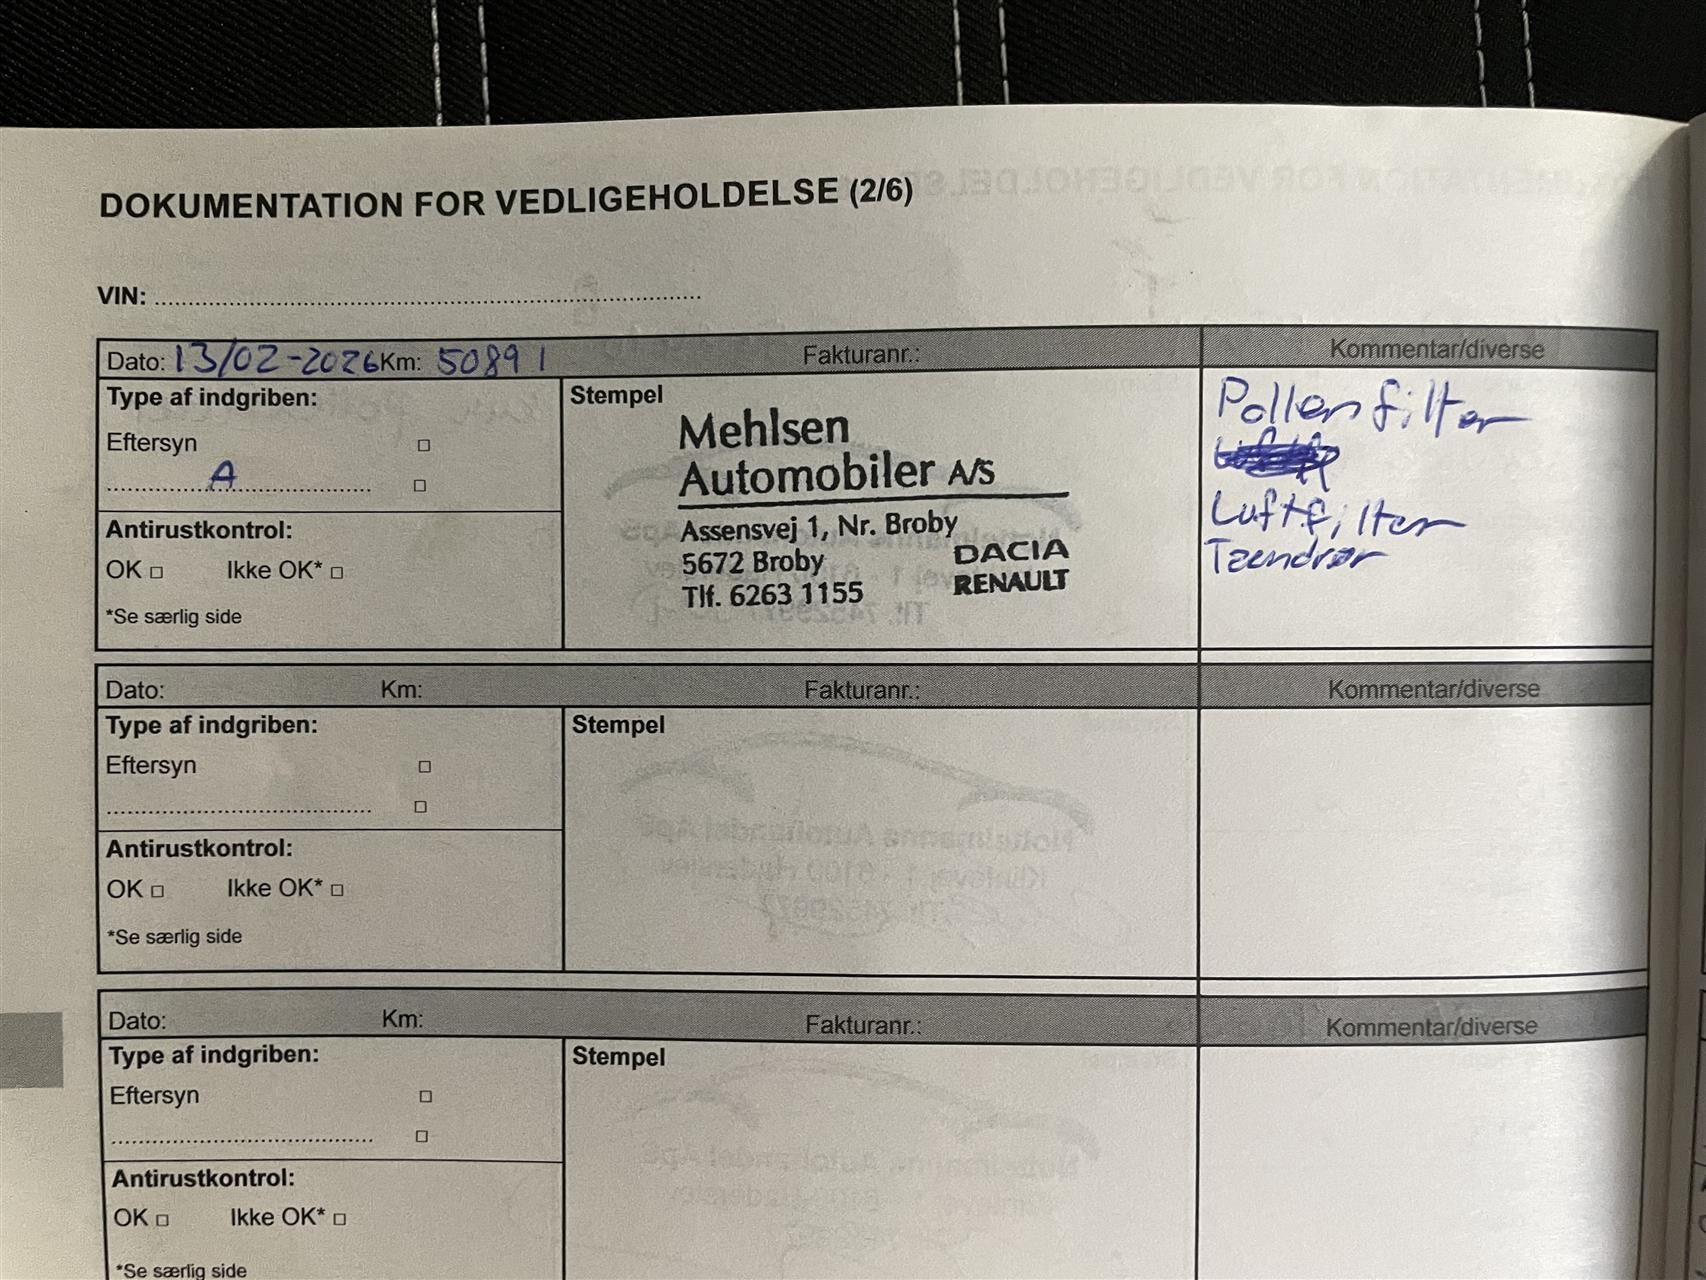 DOKUMENTATION FOR VEDLIGEHOLDELSE (2/6)
VIN:
Dato: 13/02-2026 Km: 50891 Fakturanr.: Kommentar/diverse
Type af indgriben:
Eftersyn □
A □
Antirustkontrol:
OK □ Ikke OK* □
*Se særlig side
Stempel
Mehlsen
Automobiler A/S
Assensvej 1, Nr. Broby
5672 Broby
Tlf. 6263 1155
DACIA
RENAULT
Pollenfilter
Luftfilter
Tændrør
Dato: Km: Fakturanr.: Kommentar/diverse
Type af indgriben:
Eftersyn □
□
Antirustkontrol:
OK □ Ikke OK* □
*Se særlig side
Stempel
Dato: Km: Fakturanr.: Kommentar/diverse
Type af indgriben:
Eftersyn □
□
Antirustkontrol:
OK □ Ikke OK* □
*Se særlig side
Stempel